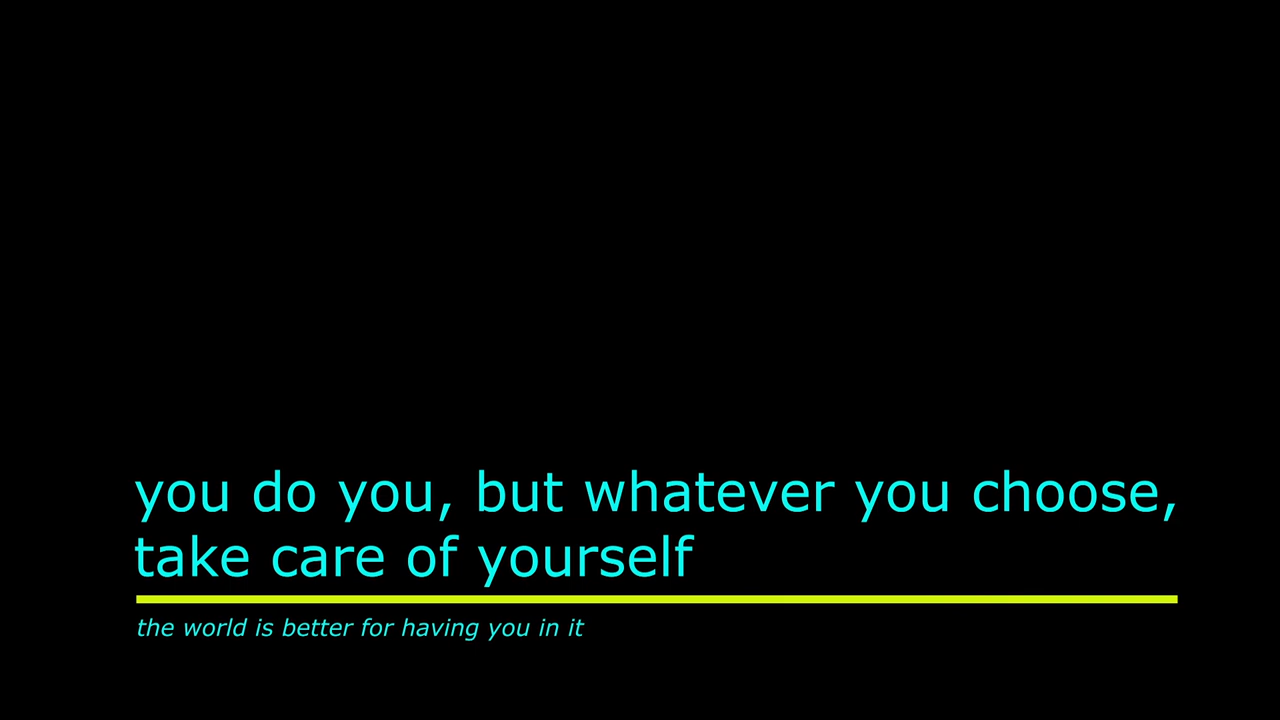 you do you, but whatever you choose,
take care of yourself
the world is better for having you in it